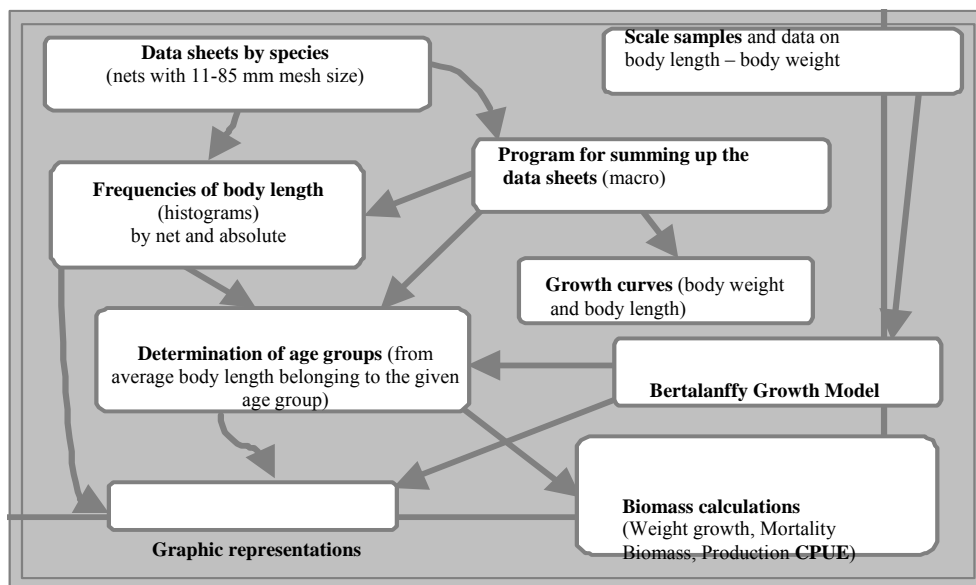 Data sheets by species
(nets with 11-85 mm mesh size)
Scale samples and data on
body length – body weight
Program for summing up the
data sheets (macro)
Frequencies of body length
(histograms)
by net and absolute
Growth curves (body weight
and body length)
Determination of age groups (from
average body length belonging to the given
age group)
Bertalanffy Growth Model
Biomass calculations
(Weight growth, Mortality
Biomass, Production CPUE)
Graphic representations